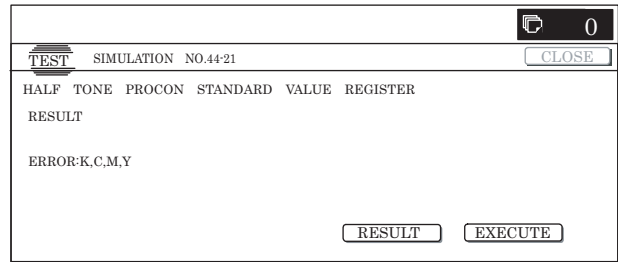 0
TEST SIMULATION NO.44-21 CLOSE
HALF TONE PROCON STANDARD VALUE REGISTER
RESULT
ERROR:K,C,M,Y
RESULT EXECUTE